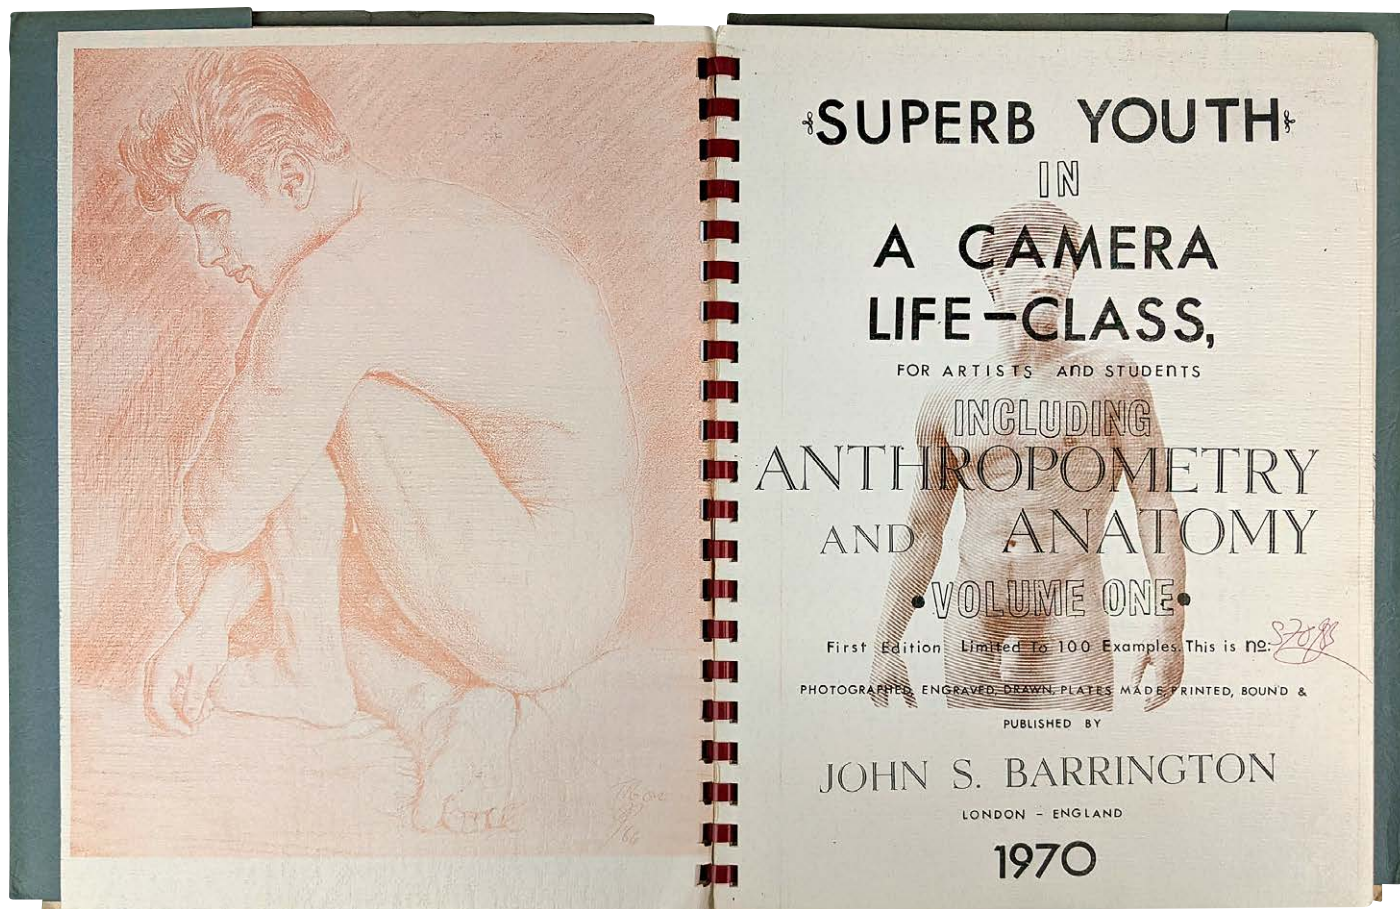 SUPERB YOUTH
IN
A CAMERA
LIFE-CLASS,
FOR ARTISTS AND STUDENTS
INCLUDING
ANTHROPOMETRY
AND ANATOMY
•VOLUME ONE•
First Edition Limited To 100 Examples. This is no:
PHOTOGRAPHED, ENGRAVED, DRAWN, PLATES MADE, PRINTED, BOUND &
PUBLISHED BY
JOHN S. BARRINGTON
LONDON - ENGLAND
1970